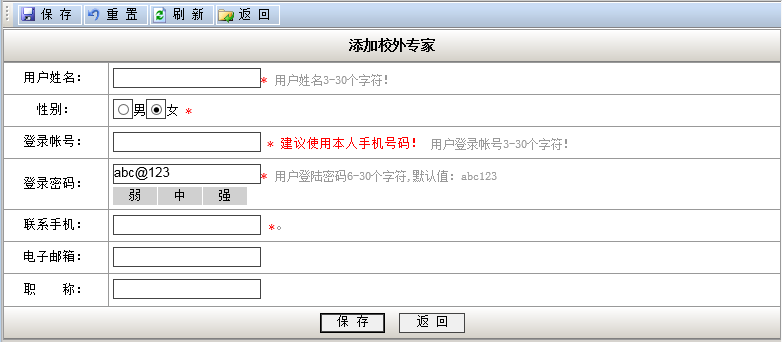 保 存 重 置 刷 新 返 回
添加校外专家
用户姓名： * 用户姓名3-30个字符!
性别： 男 女 *
登录帐号： * 建议使用本人手机号码! 用户登录帐号3-30个字符!
登录密码： abc@123 * 用户登陆密码6-30个字符,默认值：abc123
弱 中 强
联系手机： *。
电子邮箱：
职 称：
保 存 返 回